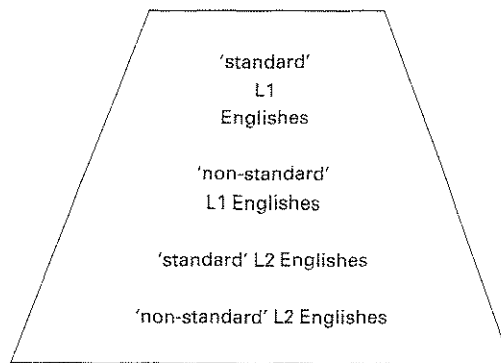 'standard'
L1
Englishes
'non-standard'
L1 Englishes
'standard' L2 Englishes
'non-standard' L2 Englishes